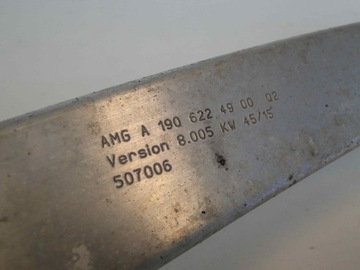 AMG A 190 622 49 00 02
Version 8.005 KW 45/15
507006